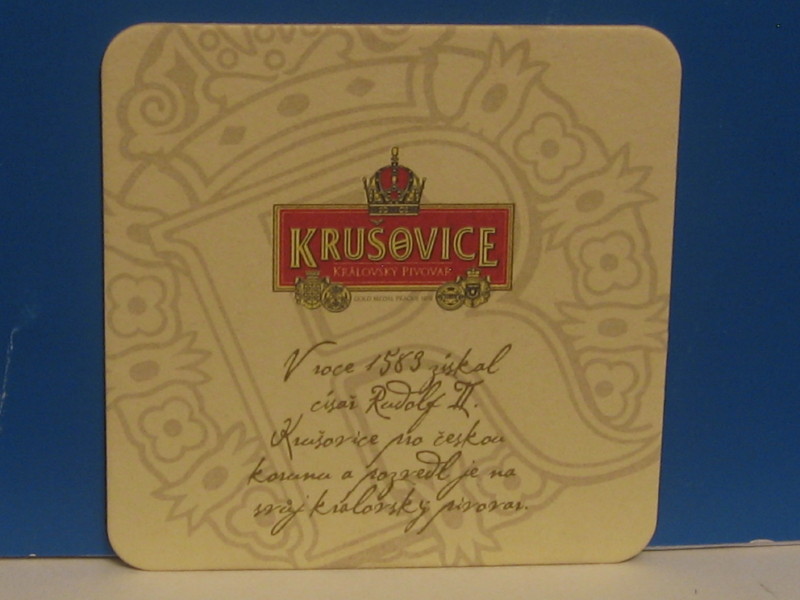 KRUŠOVICE
KRÁLOVSKÝ PIVOVAR
V roce 1583 získal
císař Rudolf II.
Krušovice pro českou
korunu a pozvedl je na
svůj královský pivovar.